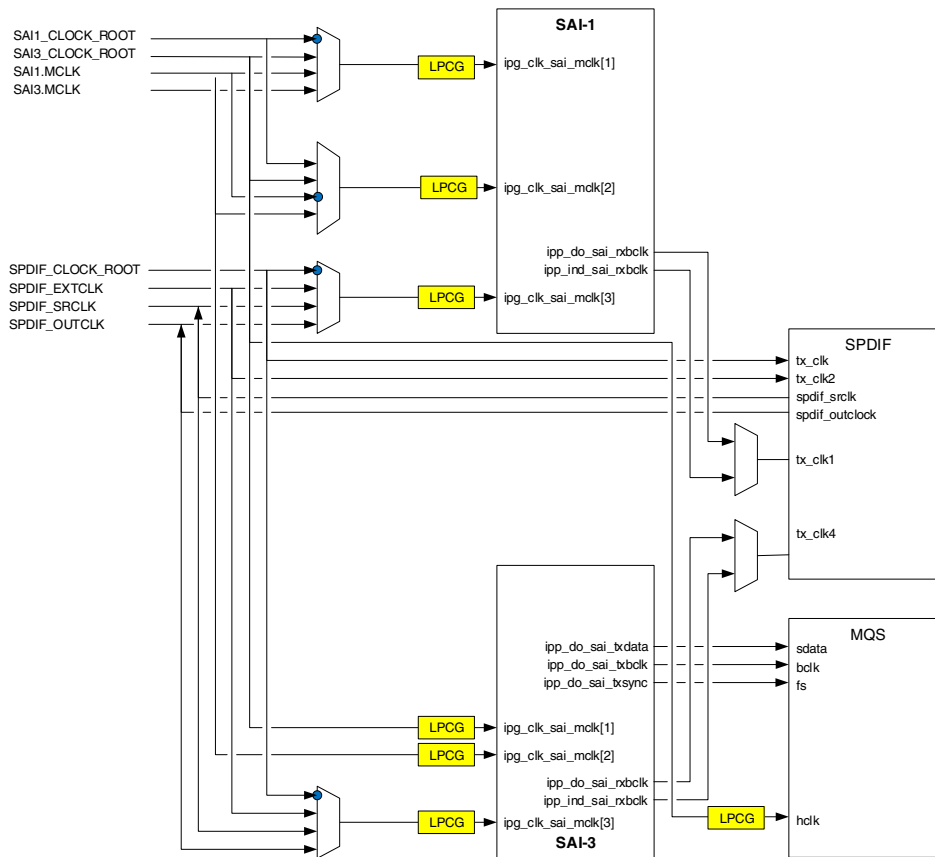 SAI-1
SAI1_CLOCK_ROOT
SAI3_CLOCK_ROOT
SAI1.MCLK
SAI3.MCLK
LPCG
ipg_clk_sai_mclk[1]
LPCG
ipg_clk_sai_mclk[2]
ipp_do_sai_rxbclk
ipp_ind_sai_rxbclk
SPDIF_CLOCK_ROOT
SPDIF_EXTCLK
SPDIF_SRCLK
SPDIF_OUTCLK
LPCG
ipg_clk_sai_mclk[3]
SPDIF
tx_clk
tx_clk2
spdif_srclk
spdif_outclock
tx_clk1
tx_clk4
MQS
ipp_do_sai_txdata
sdata
ipp_do_sai_txbclk
bclk
ipp_do_sai_txsync
fs
LPCG
ipg_clk_sai_mclk[1]
LPCG
ipg_clk_sai_mclk[2]
ipp_do_sai_rxbclk
ipp_ind_sai_rxbclk
LPCG
ipg_clk_sai_mclk[3]
LPCG
hclk
SAI-3